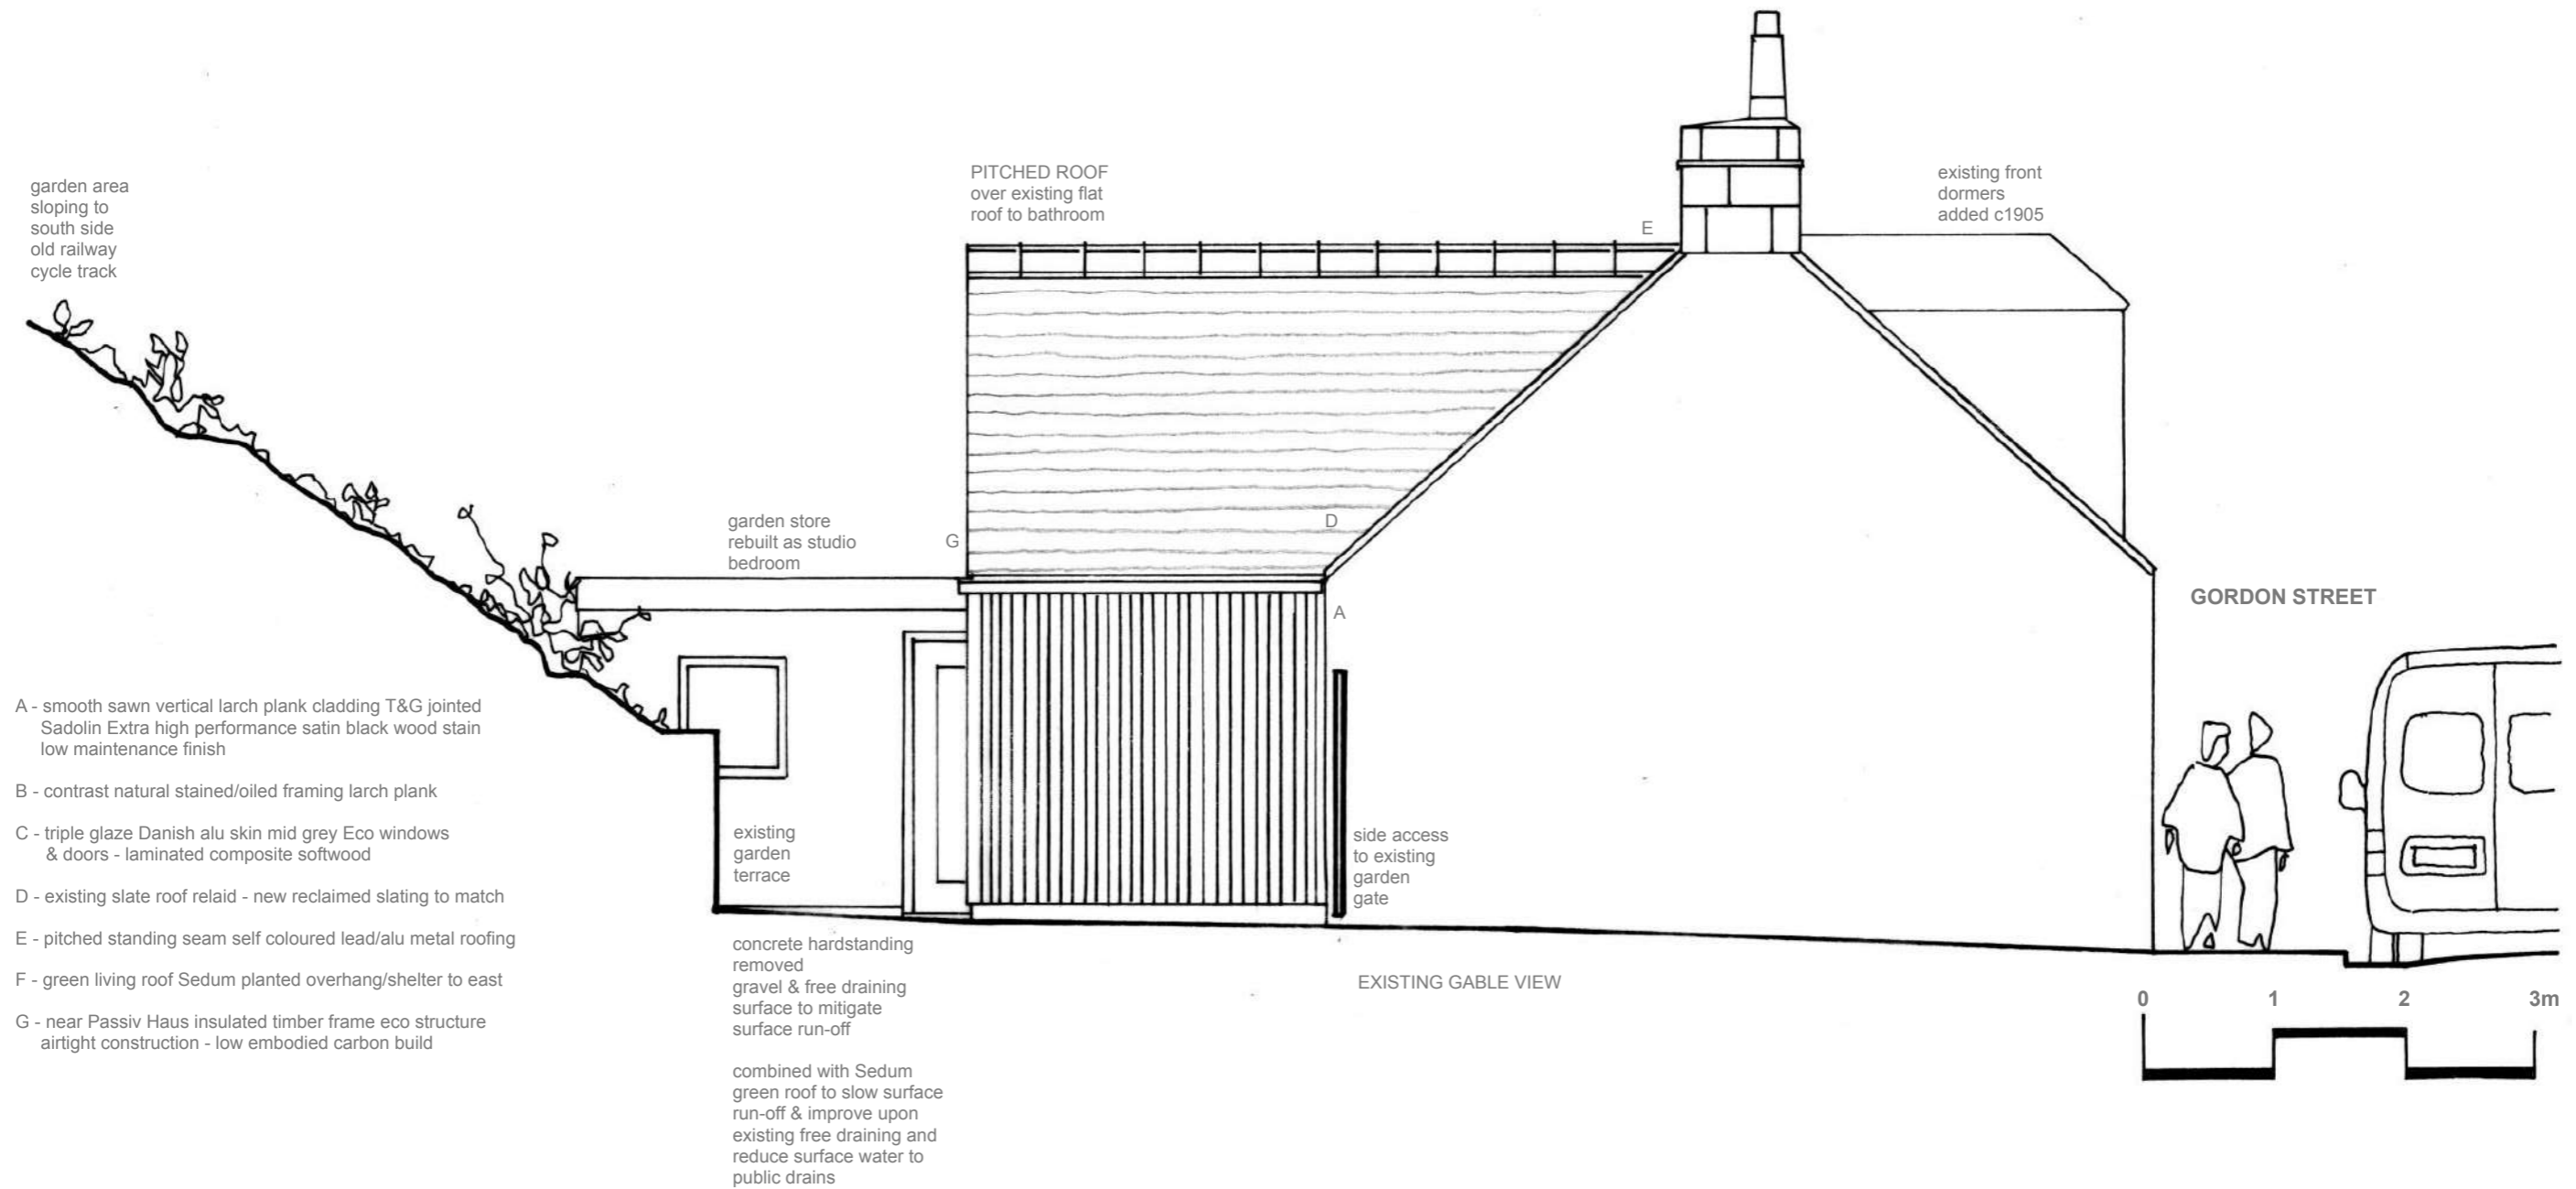 garden area
sloping to
south side
old railway
cycle track
PITCHED ROOF
over existing flat
roof to bathroom
E
existing front
dormers
added c1905
garden store
rebuilt as studio
bedroom
G
D
A
GORDON STREET
A - smooth sawn vertical larch plank cladding T&G jointed
Sadolin Extra high performance satin black wood stain
low maintenance finish
B - contrast natural stained/oiled framing larch plank
C - triple glaze Danish alu skin mid grey Eco windows
& doors - laminated composite softwood
D - existing slate roof relaid - new reclaimed slating to match
E - pitched standing seam self coloured lead/alu metal roofing
F - green living roof Sedum planted overhang/shelter to east
G - near Passiv Haus insulated timber frame eco structure
airtight construction - low embodied carbon build
existing
garden
terrace
side access
to existing
garden
gate
concrete hardstanding
removed
gravel & free draining
surface to mitigate
surface run-off
combined with Sedum
green roof to slow surface
run-off & improve upon
existing free draining and
reduce surface water to
public drains
EXISTING GABLE VIEW
0 1 2 3m